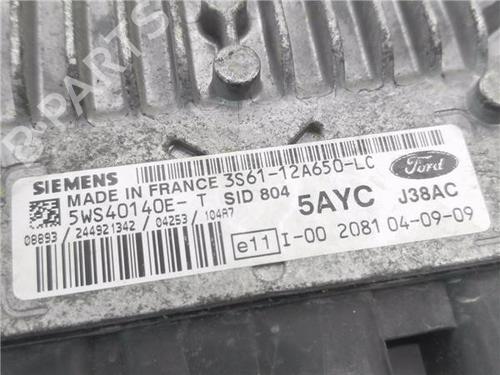 B-PARTS
SIEMENS
MADE IN FRANCE 3S61-12A650-LC
5WS40140E- T SID 804
08893 / 244921342 / 04253 / 104A7
Ford
5AYC J38AC
e11 I-00 2081 04-09-09